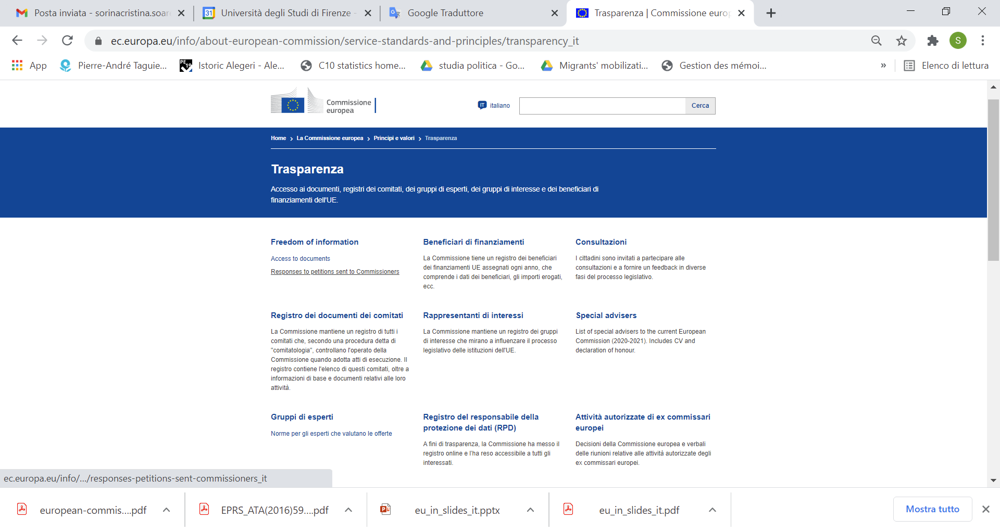 Posta inviata - sorinacristina.soare
Università degli Studi di Firenze -
Google Traduttore
Trasparenza | Commissione europ
ec.europa.eu/info/about-european-commission/service-standards-and-principles/transparency_it
S
App
Pierre-André Taguie...
Istoric Alegeri - Ale...
C10 statistics home...
studia politica - Go...
Migrants' mobilizati...
Gestion des mémoi...
»
Elenco di lettura
Commissione
europea
IT italiano
Cerca
Home > La Commissione europea > Principi e valori > Trasparenza
Trasparenza
Accesso ai documenti, registri dei comitati, dei gruppi di esperti, dei gruppi di interesse e dei beneficiari di
finanziamenti dell'UE.
Freedom of information
Access to documents
Responses to petitions sent to Commissioners
Beneficiari di finanziamenti
La Commissione tiene un registro dei beneficiari
dei finanziamenti UE assegnati ogni anno, che
comprende i dati dei beneficiari, gli importi erogati,
ecc.
Consultazioni
I cittadini sono invitati a partecipare alle
consultazioni e a fornire un feedback in diverse
fasi del processo legislativo.
Registro dei documenti dei comitati
La Commissione mantiene un registro di tutti i
comitati che, secondo una procedura detta di
"comitatologia", controllano l'operato della
Commissione quando adotta atti di esecuzione. Il
registro contiene l'elenco di questi comitati, oltre a
informazioni di base e documenti relativi alle loro
attività.
Rappresentanti di interessi
La Commissione mantiene un registro dei gruppi
di interesse che mirano a influenzare il processo
legislativo delle istituzioni dell'UE.
Special advisers
List of special advisers to the current European
Commission (2020-2021). Includes CV and
declaration of honour.
Gruppi di esperti
Norme per gli esperti che valutano le offerte
Registro del responsabile della
protezione dei dati (RPD)
A fini di trasparenza, la Commissione ha messo il
registro online e l'ha reso accessibile a tutti gli
interessati.
Attività autorizzate di ex commissari
europei
Decisioni della Commissione europea e verbali
delle riunioni relative alle attività autorizzate degli
ex commissari europei.
ec.europa.eu/info/.../responses-petitions-sent-commissioners_it
european-commis....pdf
EPRS_ATA(2016)59....pdf
eu_in_slides_it.pptx
eu_in_slides_it.pdf
Mostra tutto